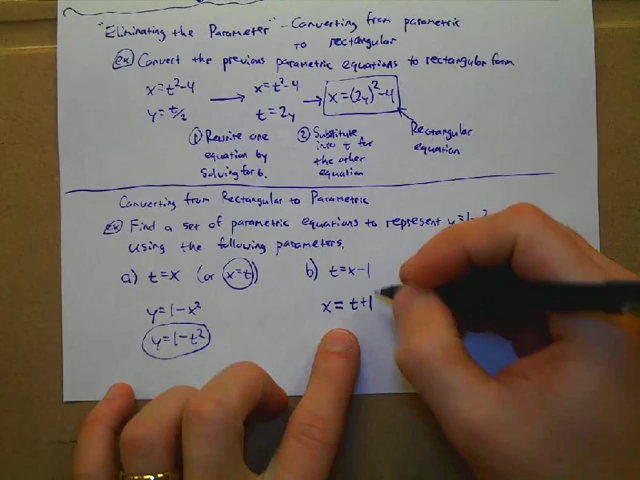 "Eliminating the Parameter" - Converting from parametric
to rectangular
ex Convert the previous parametric equations to rectangular form
x=t²-4 x=t²-4 x=(2y)²-4
y=t/2 t=2y
① Rewrite one
equation by
solving for t.
② Substitute
into t for
the other
equation
Rectangular
equation
Converting from Rectangular to Parametric
ex Find a set of parametric equations to represent y=1-x²
using the following parameters.
a) t=x (or x=t)
y=1-x²
y=1-t²
b) t=x-1
x=t+1